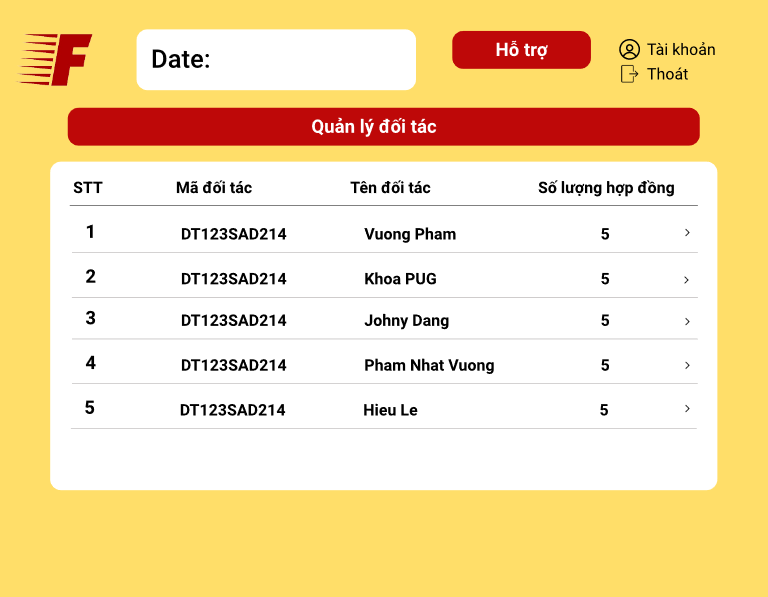 F
Date:
Hỗ trợ
Tài khoản
Thoát
Quản lý đối tác
STT Mã đối tác Tên đối tác Số lượng hợp đồng
1 DT123SAD214 Vuong Pham 5
2 DT123SAD214 Khoa PUG 5
3 DT123SAD214 Johny Dang 5
4 DT123SAD214 Pham Nhat Vuong 5
5 DT123SAD214 Hieu Le 5